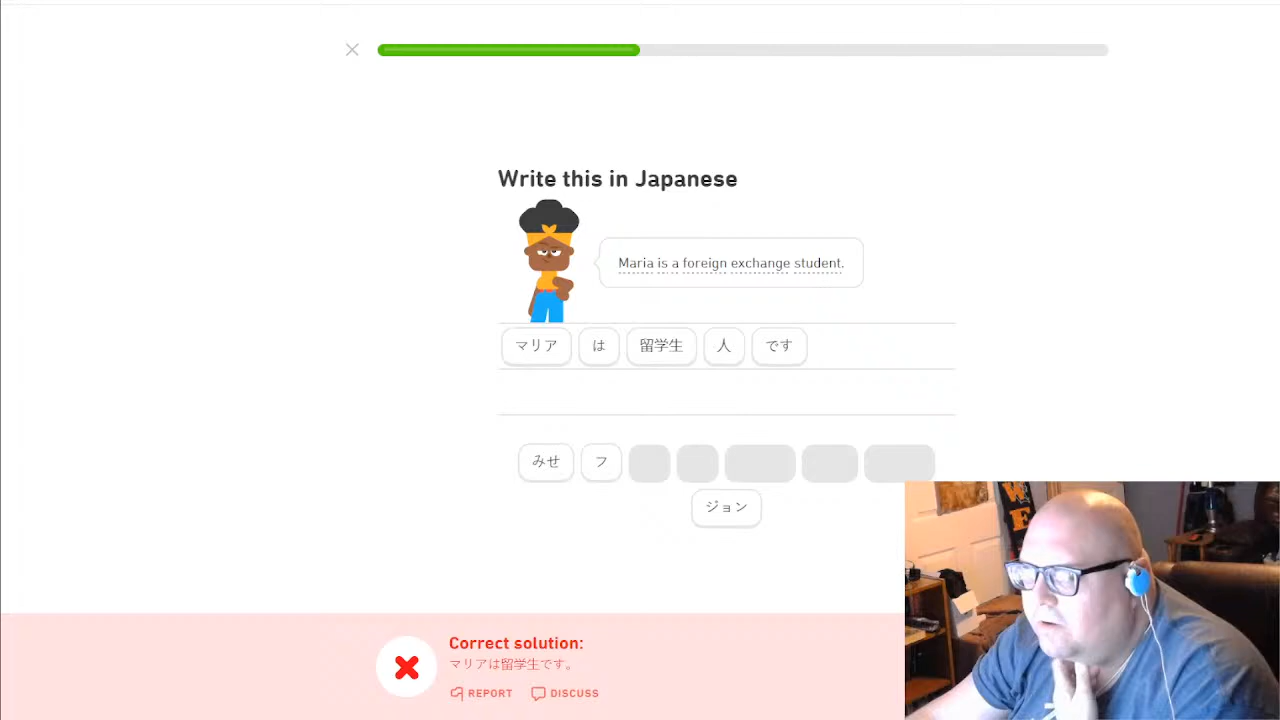 Write this in Japanese
Maria is a foreign exchange student.
マリア は 留学生 人 です
みせ フ
ジョン
Correct solution:
マリアは留学生です。
REPORT DISCUSS
W
E